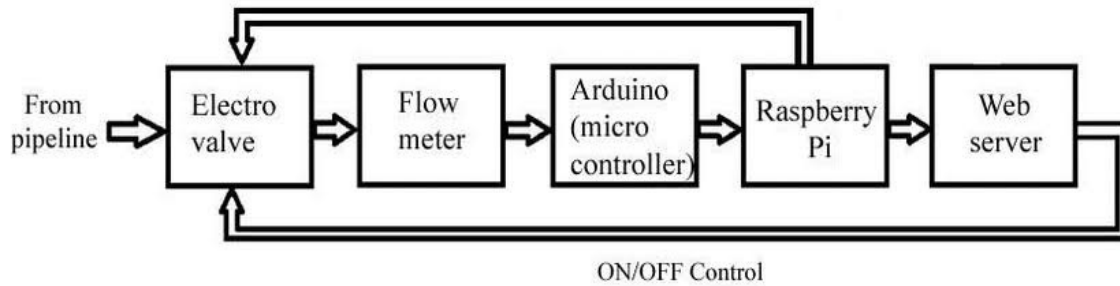 From
pipeline
Electro
valve
Flow
meter
Arduino
(micro
controller)
Raspberry
Pi
Web
server
ON/OFF Control